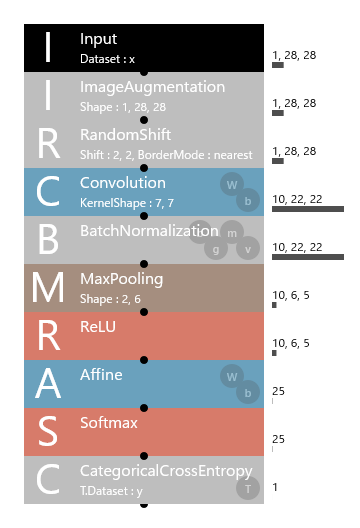 I
Input
Dataset : x
1, 28, 28
I
ImageAugmentation
Shape : 1, 28, 28
1, 28, 28
R
RandomShift
Shift : 2, 2, BorderMode : nearest
1, 28, 28
C
Convolution
KernelShape : 7, 7
W
b
10, 22, 22
B
BatchNormalization
m
g
v
10, 22, 22
M
MaxPooling
Shape : 2, 6
10, 6, 5
R
ReLU
10, 6, 5
A
Affine
W
b
25
S
Softmax
25
C
CategoricalCrossEntropy
T.Dataset : y
T
1